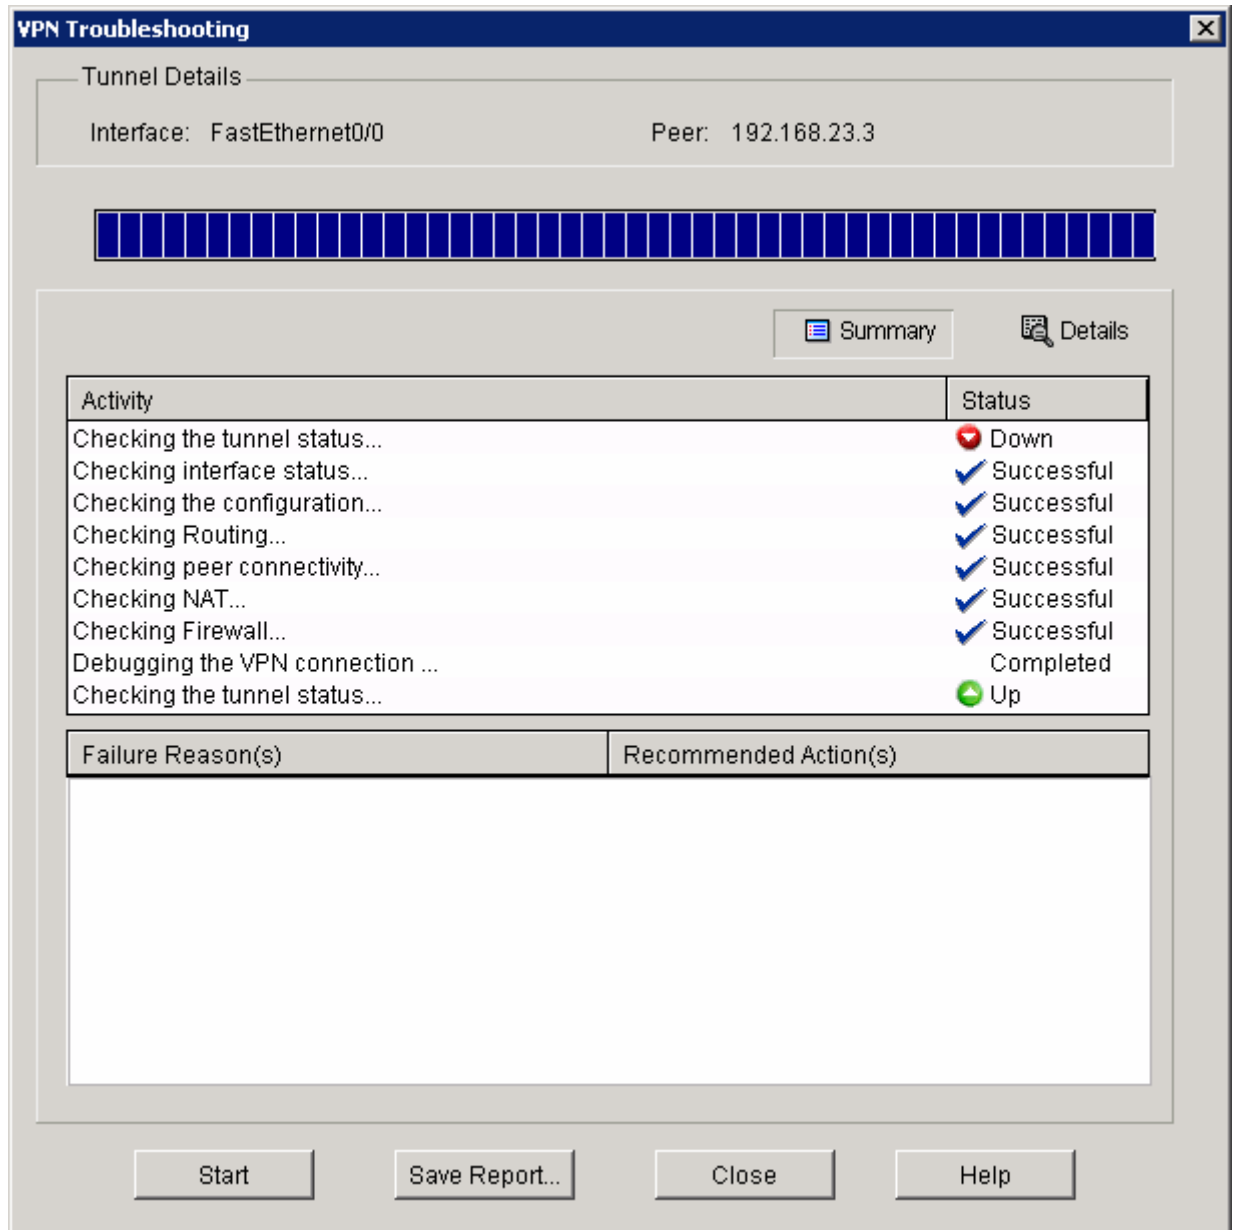 VPN Troubleshooting
Tunnel Details
Interface: FastEthernet0/0 Peer: 192.168.23.3
Summary Details
Activity Status
Checking the tunnel status... Down
Checking interface status... Successful
Checking the configuration... Successful
Checking Routing... Successful
Checking peer connectivity... Successful
Checking NAT... Successful
Checking Firewall... Successful
Debugging the VPN connection ... Completed
Checking the tunnel status... Up
Failure Reason(s) Recommended Action(s)
Start Save Report... Close Help